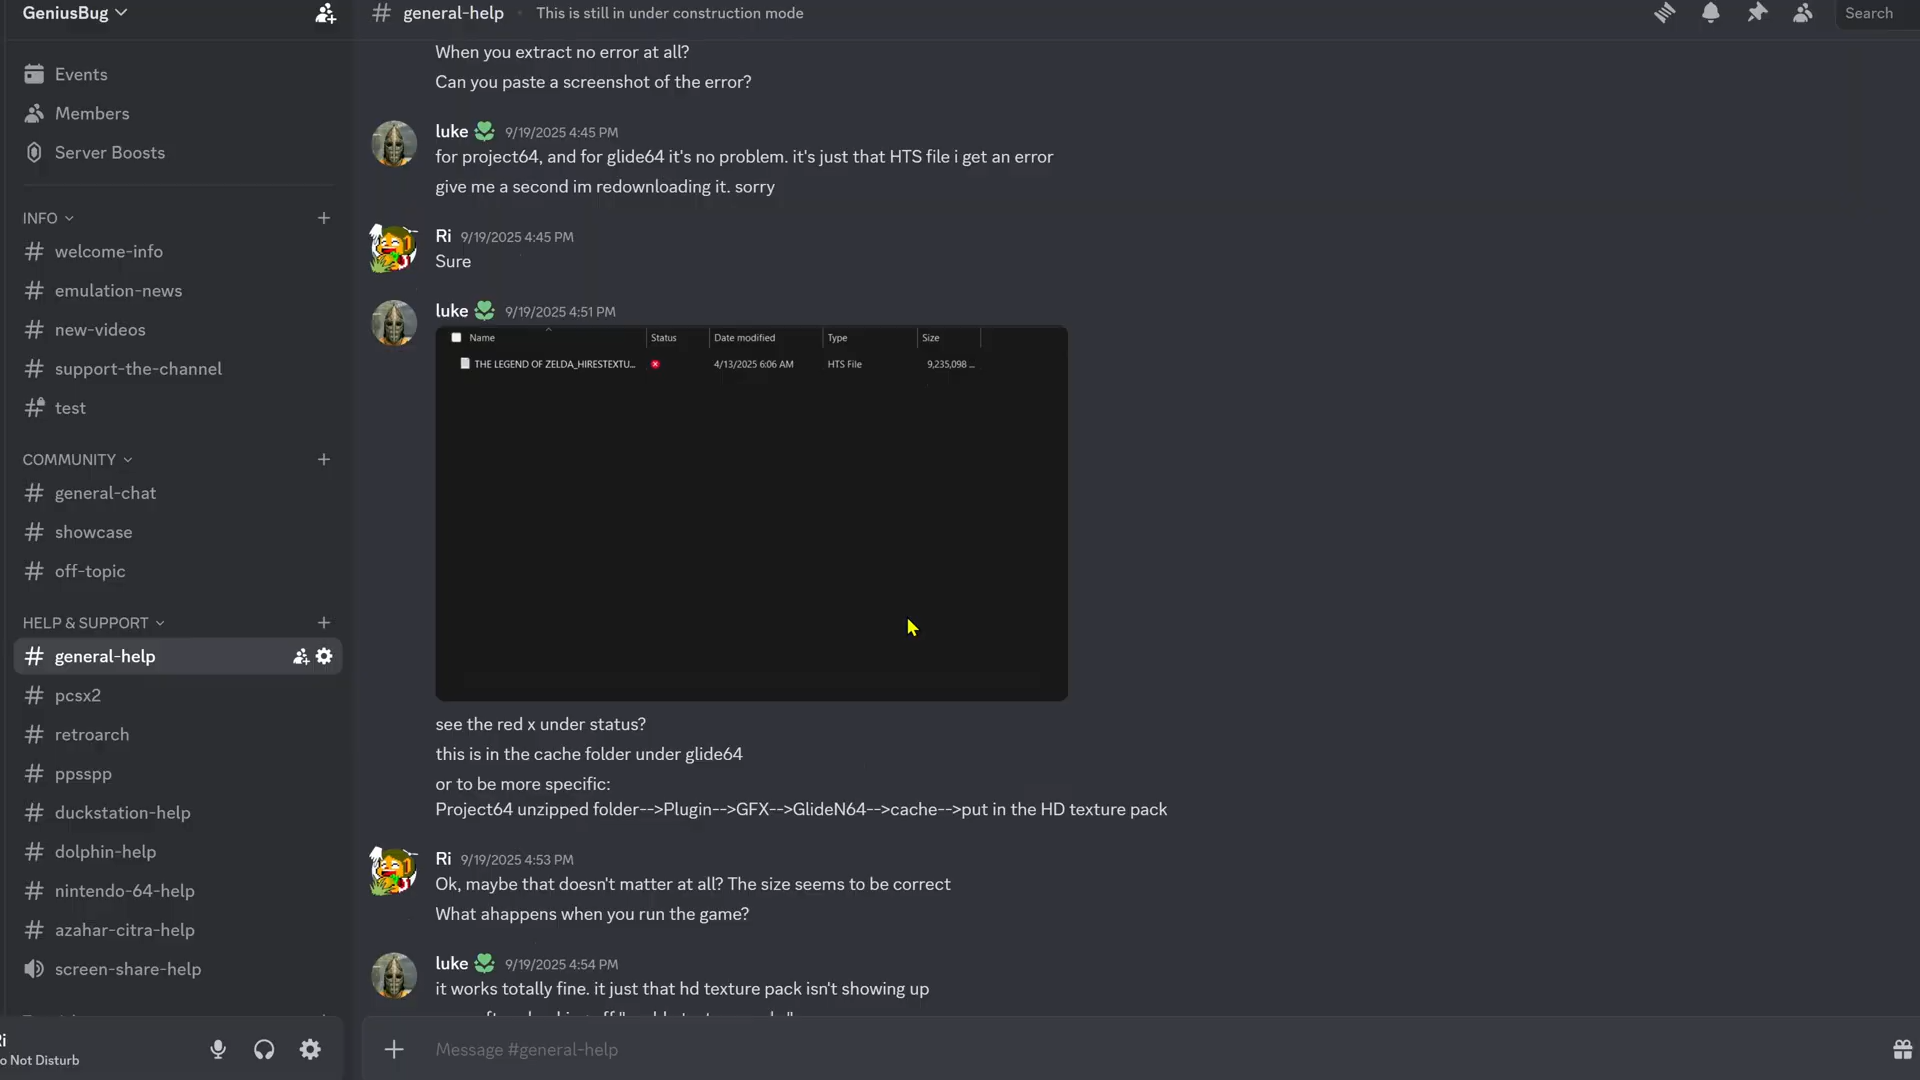 GeniusBug
general-help
This is still in under construction mode
Search
Events
Members
Server Boosts
INFO
welcome-info
emulation-news
new-videos
support-the-channel
test
COMMUNITY
general-chat
showcase
off-topic
HELP & SUPPORT
general-help
pcsx2
retroarch
ppsspp
duckstation-help
dolphin-help
nintendo-64-help
azahar-citra-help
screen-share-help
Ri
o Not Disturb
When you extract no error at all?
Can you paste a screenshot of the error?
luke 9/19/2025 4:45 PM
for project64, and for glide64 it's no problem. it's just that HTS file i get an error
give me a second im redownloading it. sorry
Ri 9/19/2025 4:45 PM
Sure
luke 9/19/2025 4:51 PM
Name Status Date modified Type Size
THE LEGEND OF ZELDA_HIRESTEXTU... 4/13/2025 6:06 AM HTS File 9,235,098 ...
see the red x under status?
this is in the cache folder under glide64
or to be more specific:
Project64 unzipped folder-->Plugin-->GFX-->GlideN64-->cache-->put in the HD texture pack
Ri 9/19/2025 4:53 PM
Ok, maybe that doesn't matter at all? The size seems to be correct
What ahappens when you run the game?
luke 9/19/2025 4:54 PM
it works totally fine. it just that hd texture pack isn't showing up
Message #general-help